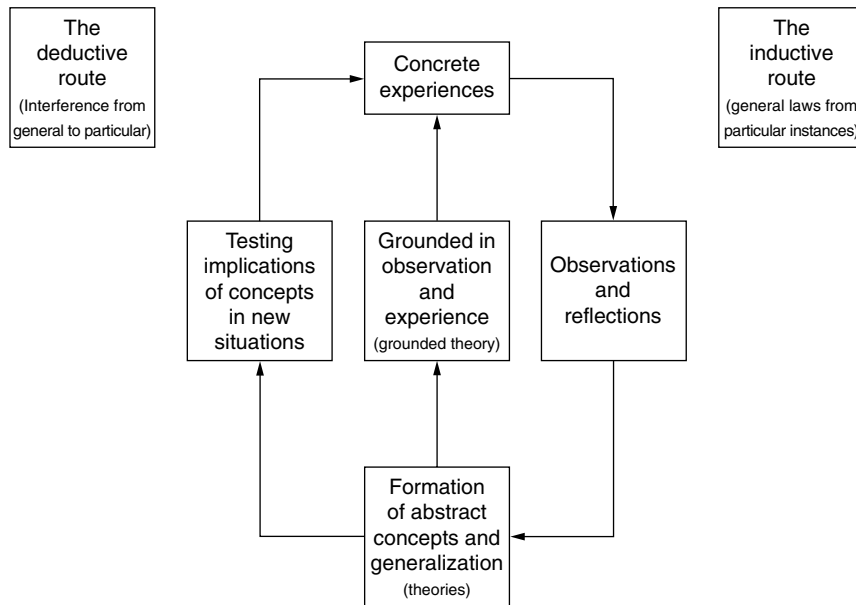 The
deductive
route
(Interference from
general to particular)
Concrete
experiences
The
inductive
route
(general laws from
particular instances)
Testing
implications
of concepts
in new
situations
Grounded in
observation
and
experience
(grounded theory)
Observations
and
reflections
Formation
of abstract
concepts and
generalization
(theories)